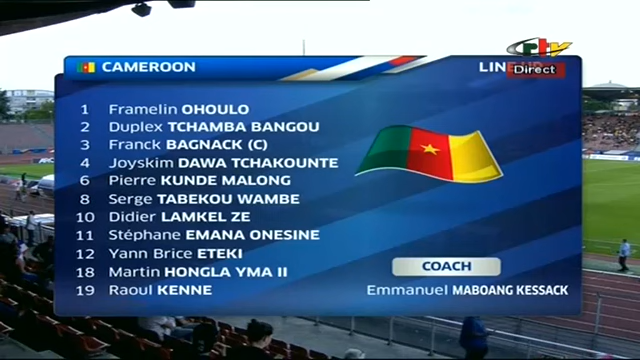 crtv
Direct
CAMEROON
1 Framelin OHOULO
2 Duplex TCHAMBA BANGOU
3 Franck BAGNACK (C)
4 Joyskim DAWA TCHAKOUNTE
6 Pierre KUNDE MALONG
8 Serge TABEKOU WAMBE
10 Didier LAMKEL ZE
11 Stéphane EMANA ONESINE
12 Yann Brice ETEKI
18 Martin HONGLA YMA II
19 Raoul KENNE
COACH
Emmanuel MABOANG KESSACK